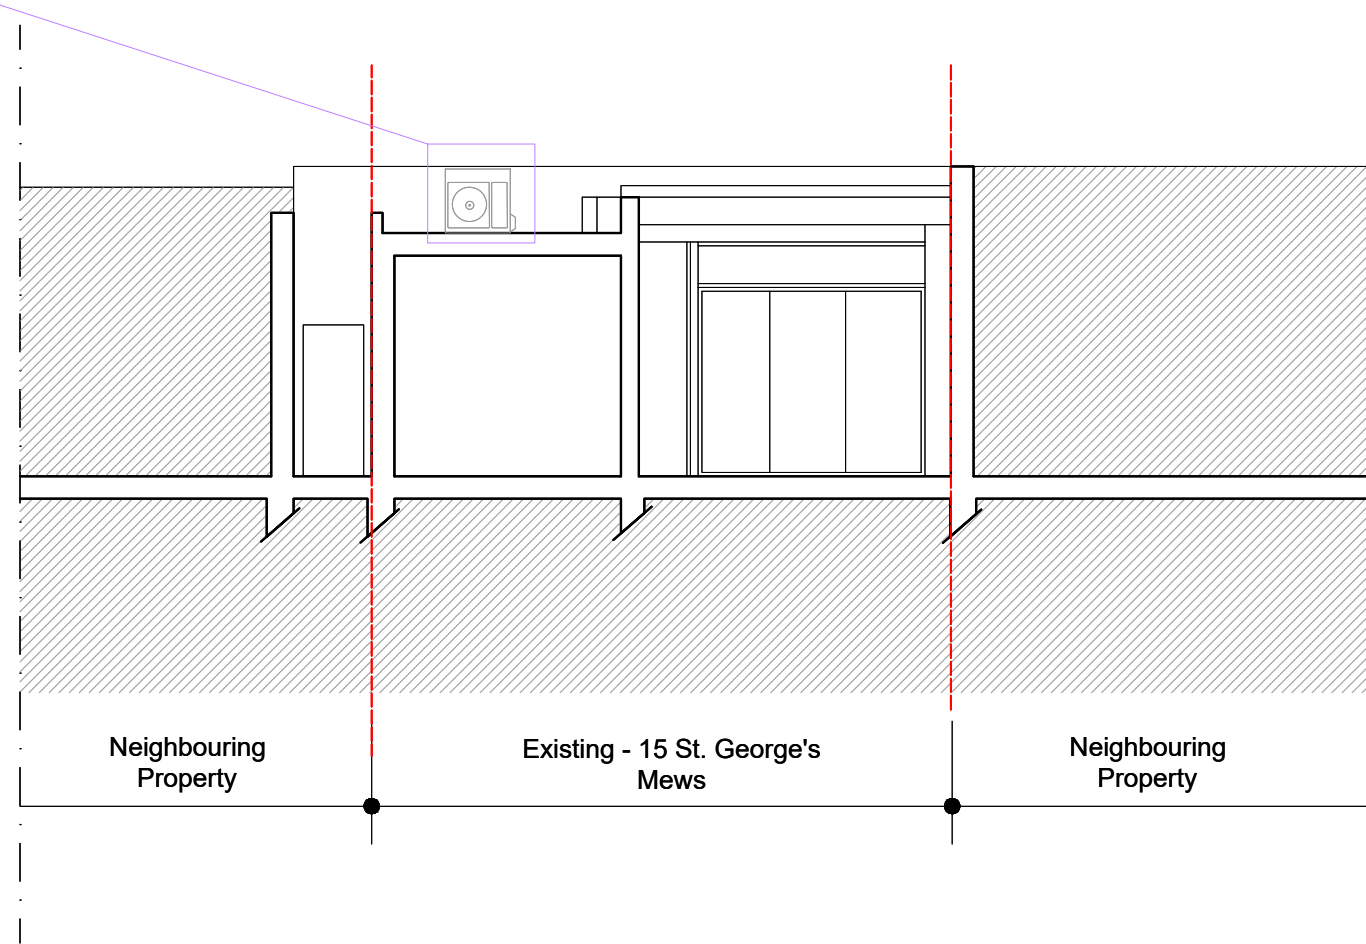 Neighbouring
Property
Existing - 15 St. George's
Mews
Neighbouring
Property